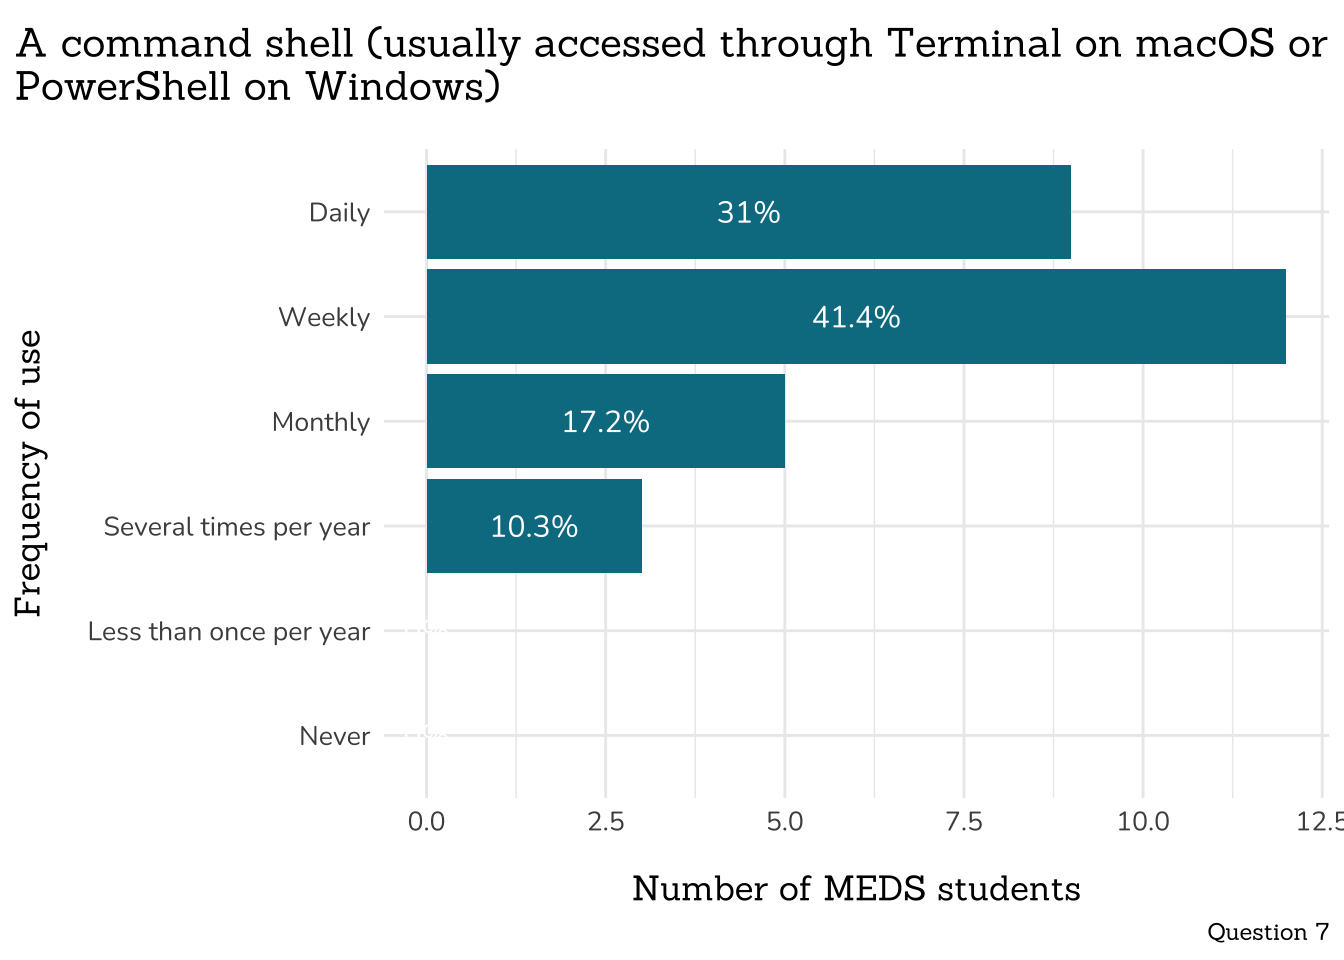 A command shell (usually accessed through Terminal on macOS or
PowerShell on Windows)
Frequency of use
Daily
31%
Weekly
41.4%
Monthly
17.2%
Several times per year
10.3%
Less than once per year
Never
0.0
2.5
5.0
7.5
10.0
12.5
Number of MEDS students
Question 7